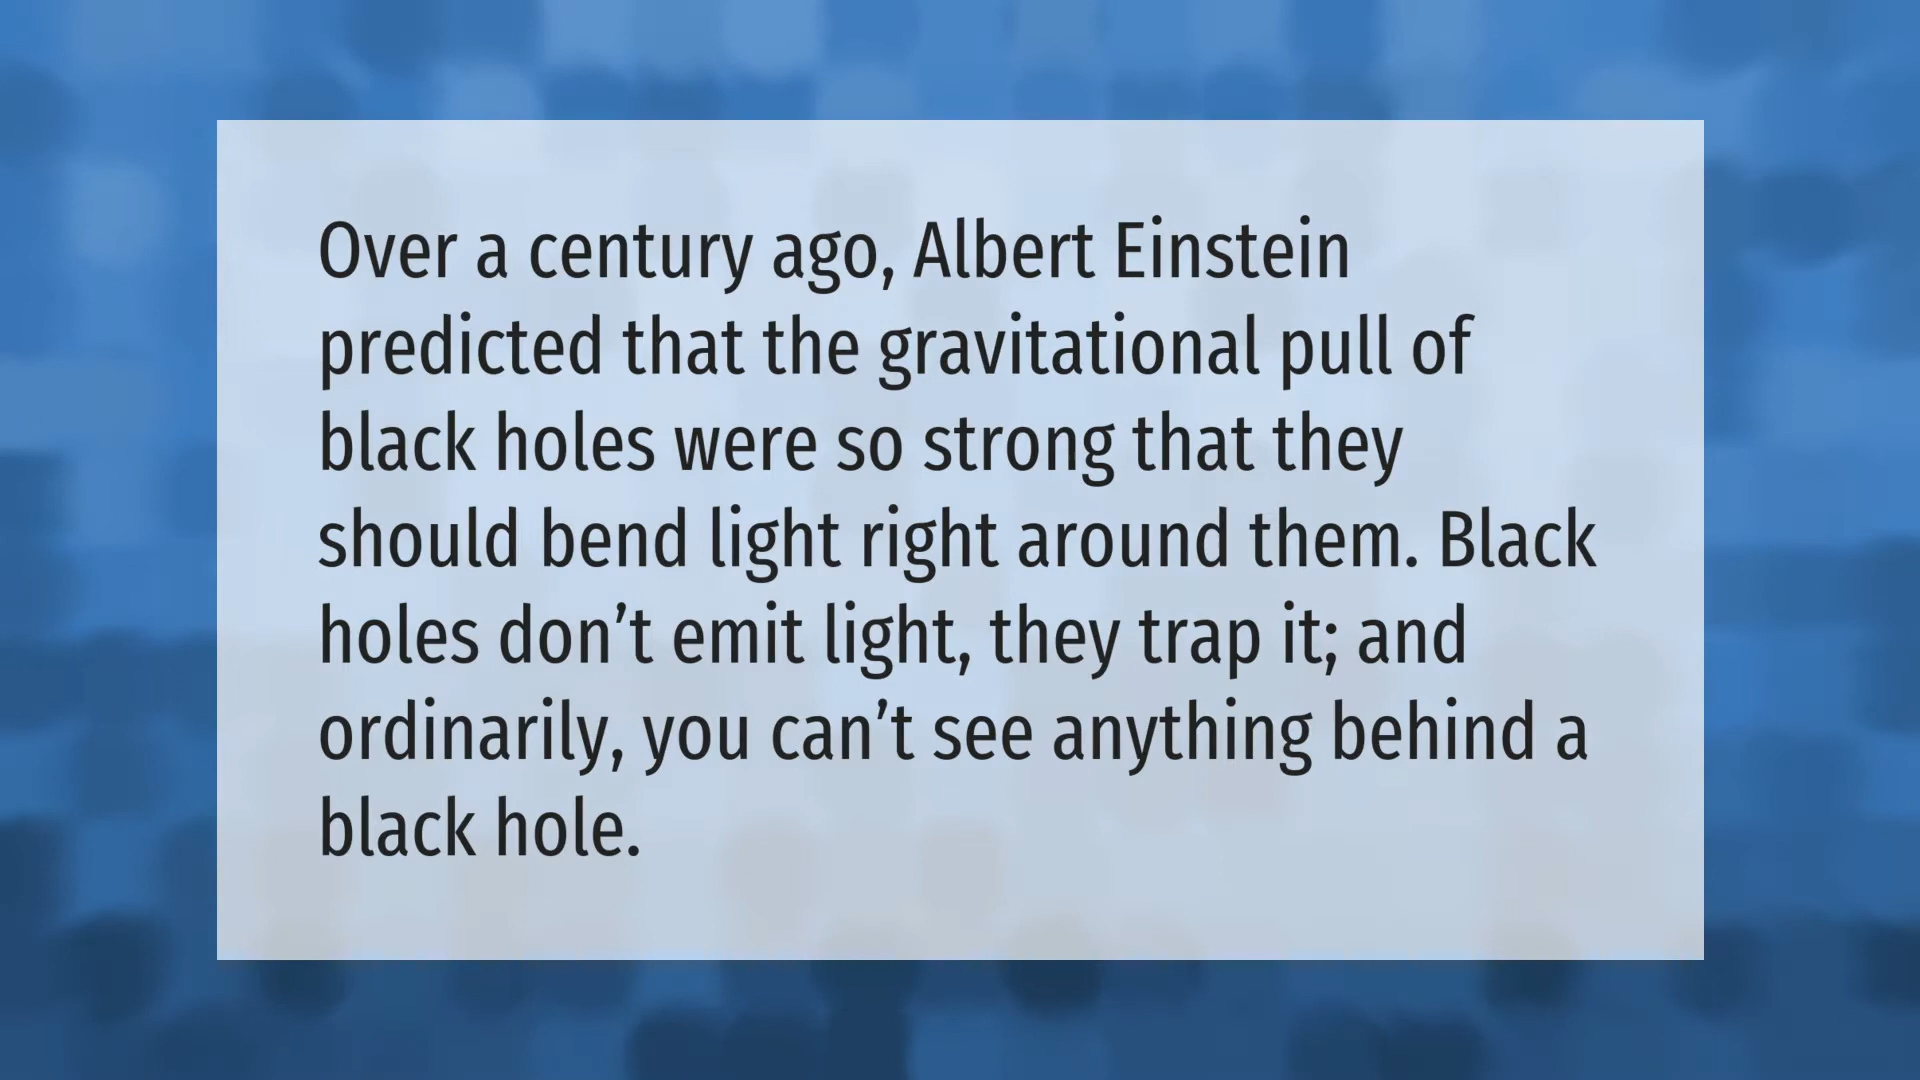 Over a century ago, Albert Einstein
predicted that the gravitational pull of
black holes were so strong that they
should bend light right around them. Black
holes don’t emit light, they trap it; and
ordinarily, you can’t see anything behind a
black hole.